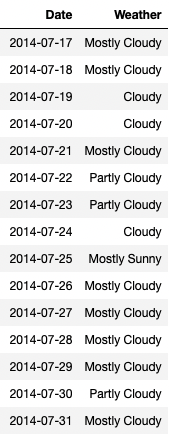 Date Weather
2014-07-17 Mostly Cloudy
2014-07-18 Mostly Cloudy
2014-07-19 Cloudy
2014-07-20 Cloudy
2014-07-21 Mostly Cloudy
2014-07-22 Partly Cloudy
2014-07-23 Partly Cloudy
2014-07-24 Cloudy
2014-07-25 Mostly Sunny
2014-07-26 Mostly Cloudy
2014-07-27 Mostly Cloudy
2014-07-28 Mostly Cloudy
2014-07-29 Mostly Cloudy
2014-07-30 Partly Cloudy
2014-07-31 Mostly Cloudy